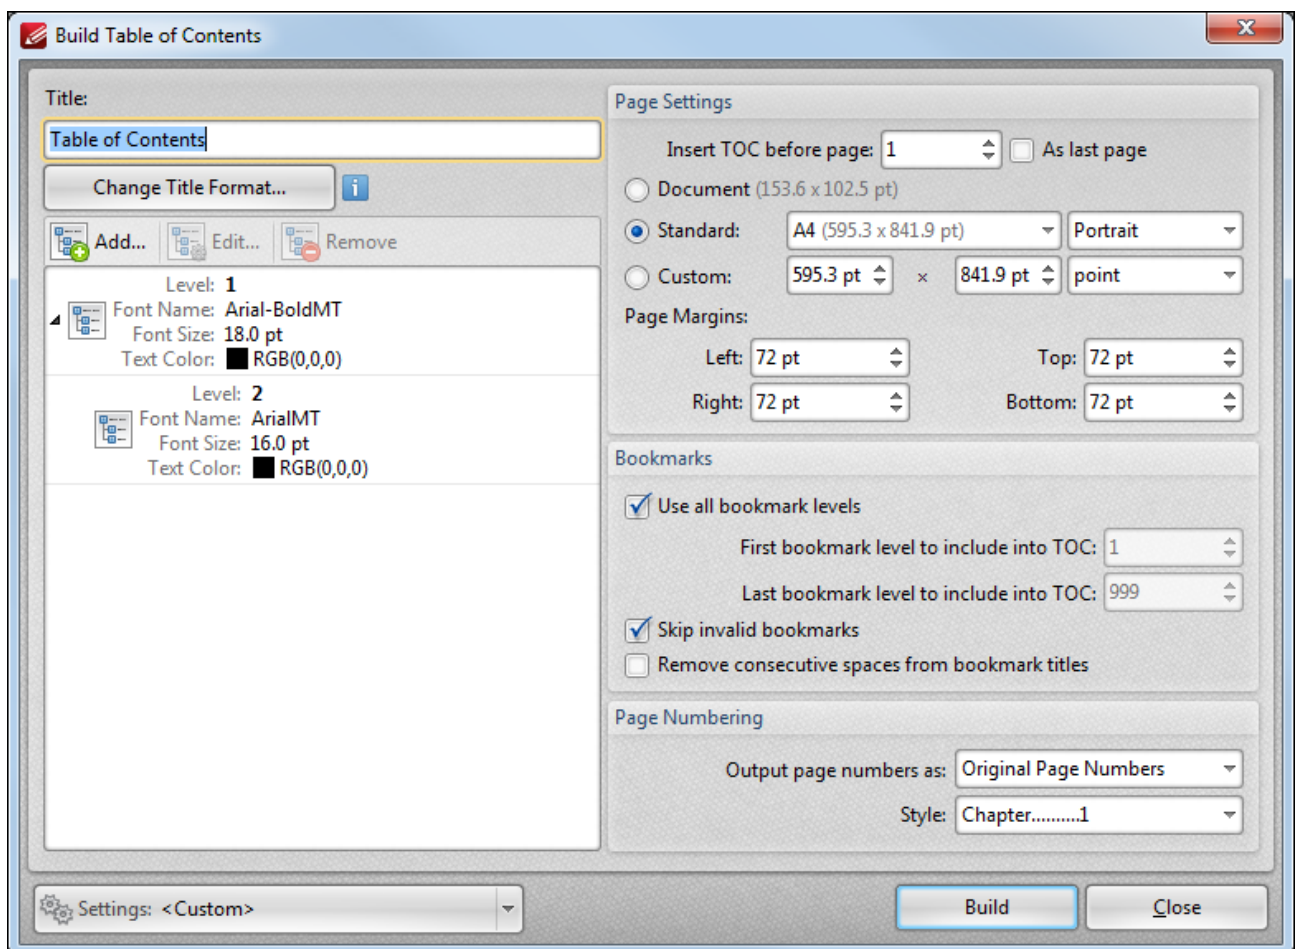 Build Table of Contents
Title:
Table of Contents
Change Title Format...
Add... Edit... Remove
Level: 1
Font Name: Arial-BoldMT
Font Size: 18.0 pt
Text Color: RGB(0,0,0)
Level: 2
Font Name: ArialMT
Font Size: 16.0 pt
Text Color: RGB(0,0,0)
Page Settings
Insert TOC before page: 1 As last page
Document (153.6 x 102.5 pt)
Standard: A4 (595.3 x 841.9 pt) Portrait
Custom: 595.3 pt × 841.9 pt point
Page Margins:
Left: 72 pt Top: 72 pt
Right: 72 pt Bottom: 72 pt
Bookmarks
Use all bookmark levels
First bookmark level to include into TOC: 1
Last bookmark level to include into TOC: 999
Skip invalid bookmarks
Remove consecutive spaces from bookmark titles
Page Numbering
Output page numbers as: Original Page Numbers
Style: Chapter..........1
Settings: <Custom> Build Close